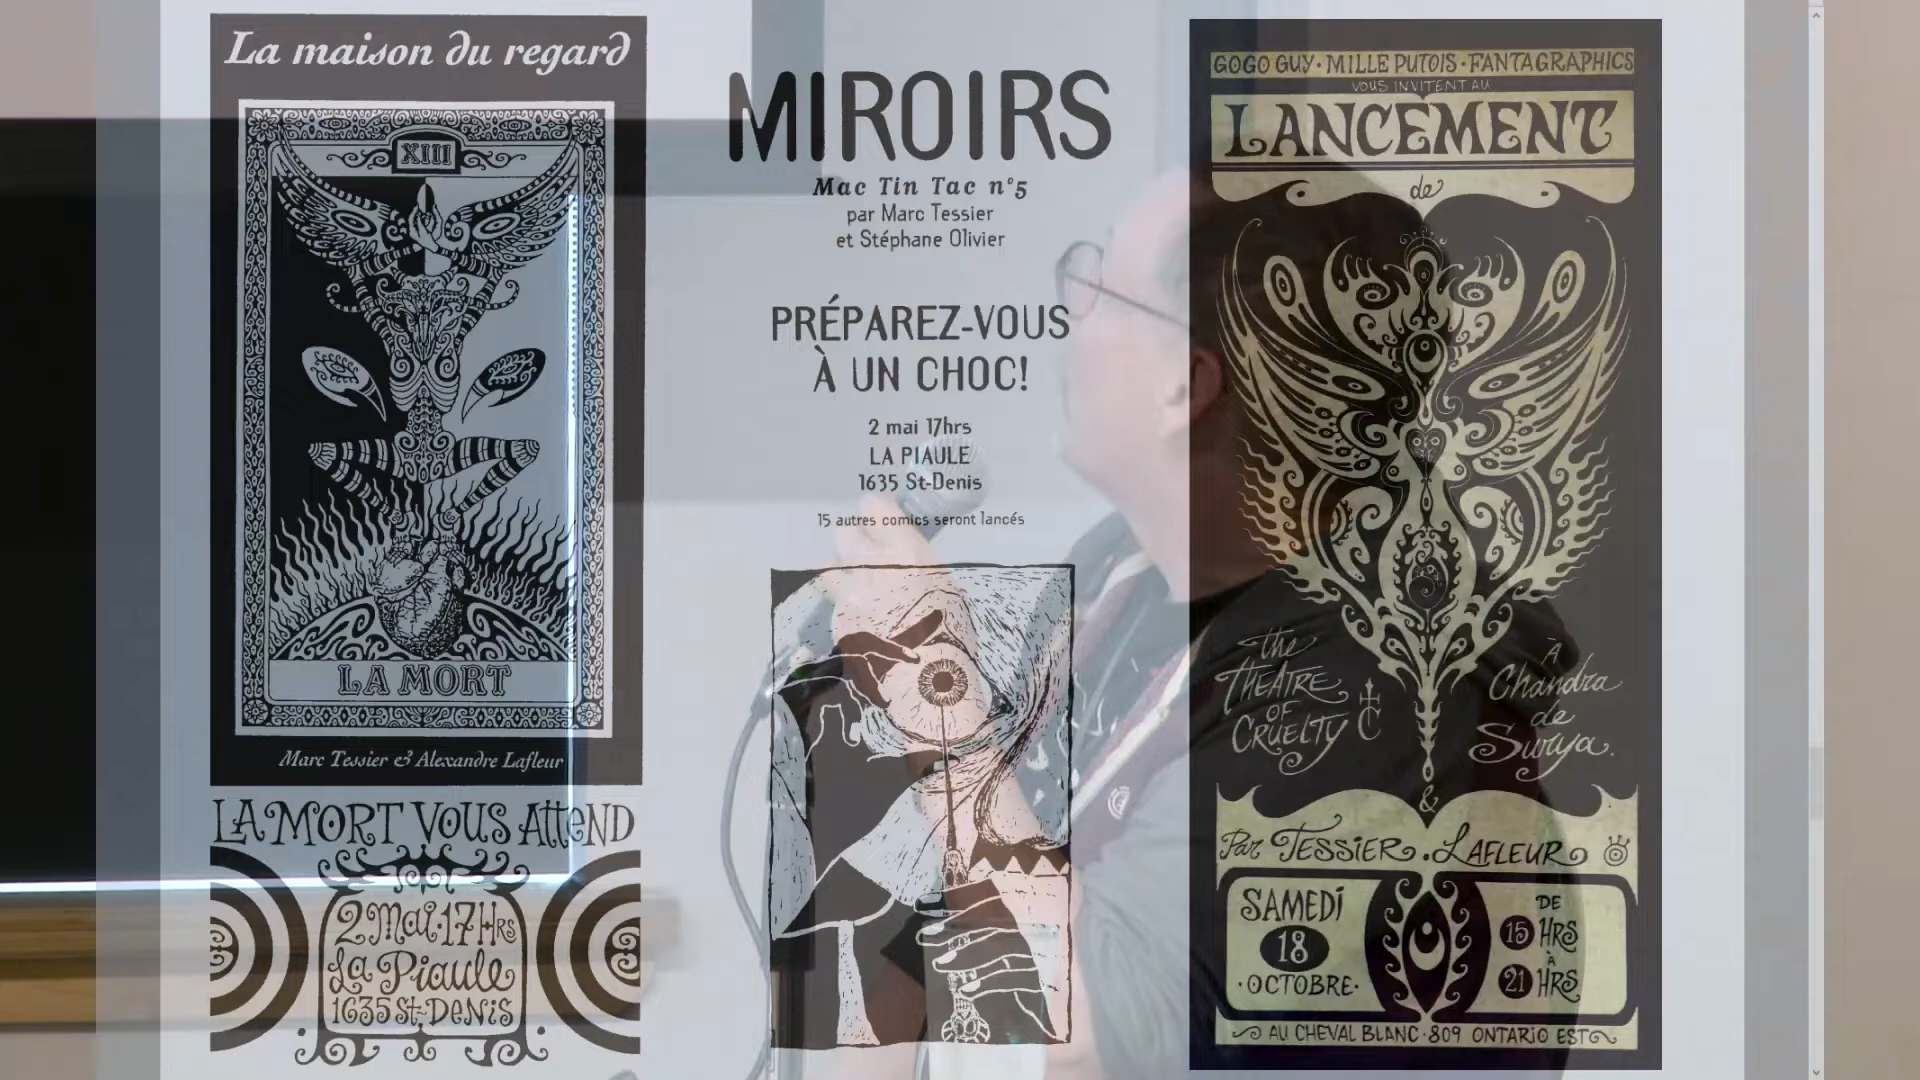 La maison du regard
XIII
LA MORT
Marc Tessier & Alexandre Lafleur
LA MORT VOUS AttEND
2 Mai · 17 Hrs
La Piaule
1635 St-DeNiS
MIROIRS
Mac Tin Tac n°5
par Marc Tessier
et Stéphane Olivier
PRÉPAREZ-VOUS
À UN CHOC!
2 mai 17hrs
LA PIAULE
1635 St-Denis
15 autres comics seront lancés
GOGO GUY · MILLE PUTOIS · FANTAGRAPHICS
VOUS INVITENT AU
LANCEMENT
de
the
THEATRE
OF
CRUELTY
&
À
Chandra
de
Surya.
Par TESSIER . LAFLEUR
SAMEDI
18
· OCTOBRE ·
DE
15 HRS
À
21 HRS
AU CHEVAL BLANC · 809 ONTARIO EST